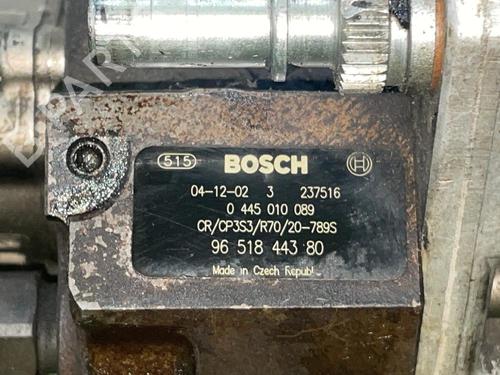 515 BOSCH
04-12-02 3 237516
0 445 010 089
CR/CP3S3/R70/20-789S
96 518 443 80
Made in Czech Republ